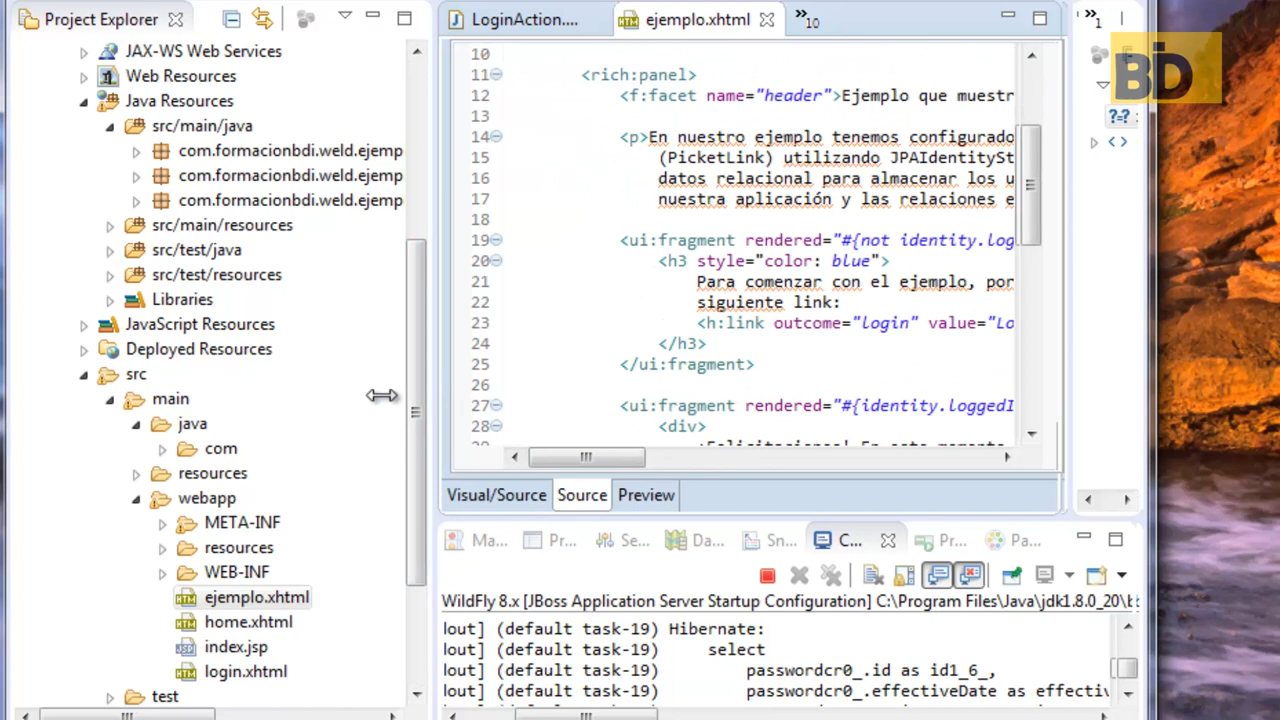 Project Explorer
JAX-WS Web Services
Web Resources
Java Resources
src/main/java
com.formacionbdi.weld.ejemp
com.formacionbdi.weld.ejemp
com.formacionbdi.weld.ejemp
src/main/resources
src/test/java
src/test/resources
Libraries
JavaScript Resources
Deployed Resources
src
main
java
com
resources
webapp
META-INF
resources
WEB-INF
ejemplo.xhtml
home.xhtml
index.jsp
login.xhtml
test
LoginAction....
ejemplo.xhtml
»10
10
11 <rich:panel>
12 <f:facet name="header">Ejemplo que muestr
13
14 <p>En nuestro ejemplo tenemos configurado
15 (PicketLink) utilizando JPAIdentitySt
16 datos relacional para almacenar los u
17 nuestra aplicación y las relaciones e
18
19 <ui:fragment rendered="#{not identity.log
20 <h3 style="color: blue">
21 Para comenzar con el ejemplo, por
22 siguiente link:
23 <h:link outcome="login" value="Lo
24 </h3>
25 </ui:fragment>
26
27 <ui:fragment rendered="#{identity.loggedI
28 <div>
Visual/Source
Source
Preview
»1
BD
?=?
<>
Ma...
Pr...
Se...
Da...
Sn...
C...
Pr...
Pa...
WildFly 8.x [JBoss Application Server Startup Configuration] C:\Program Files\Java\jdk1.8.0_20\b
lout] (default task-19) Hibernate:
lout] (default task-19) select
lout] (default task-19) passwordcr0_.id as id1_6_,
lout] (default task-19) passwordcr0_.effectiveDate as effectiv